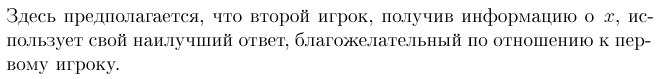 Здесь предполагается, что второй игрок, получив информацию о x, ис-
пользует свой наилучший ответ, благожелательный по отношению к пер-
вому игроку.